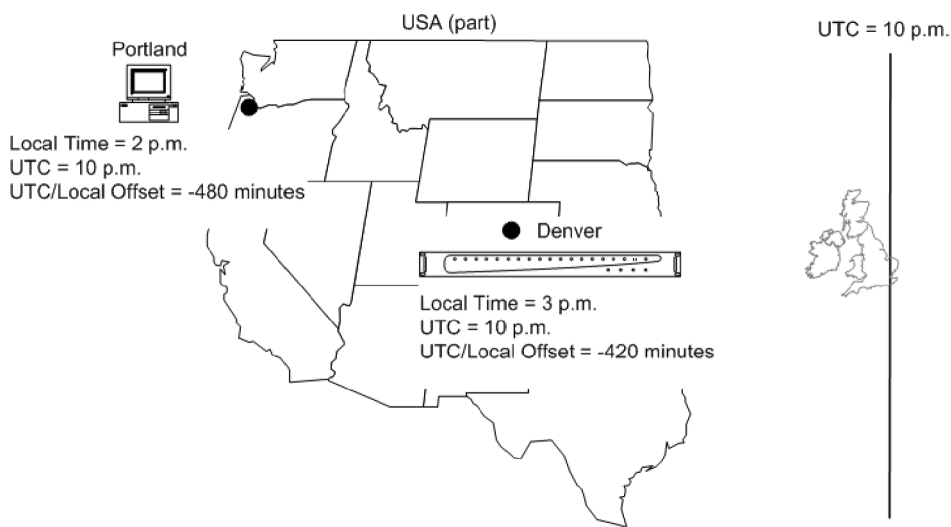 USA (part)
UTC = 10 p.m.
Portland
Local Time = 2 p.m.
UTC = 10 p.m.
UTC/Local Offset = -480 minutes
Denver
Local Time = 3 p.m.
UTC = 10 p.m.
UTC/Local Offset = -420 minutes